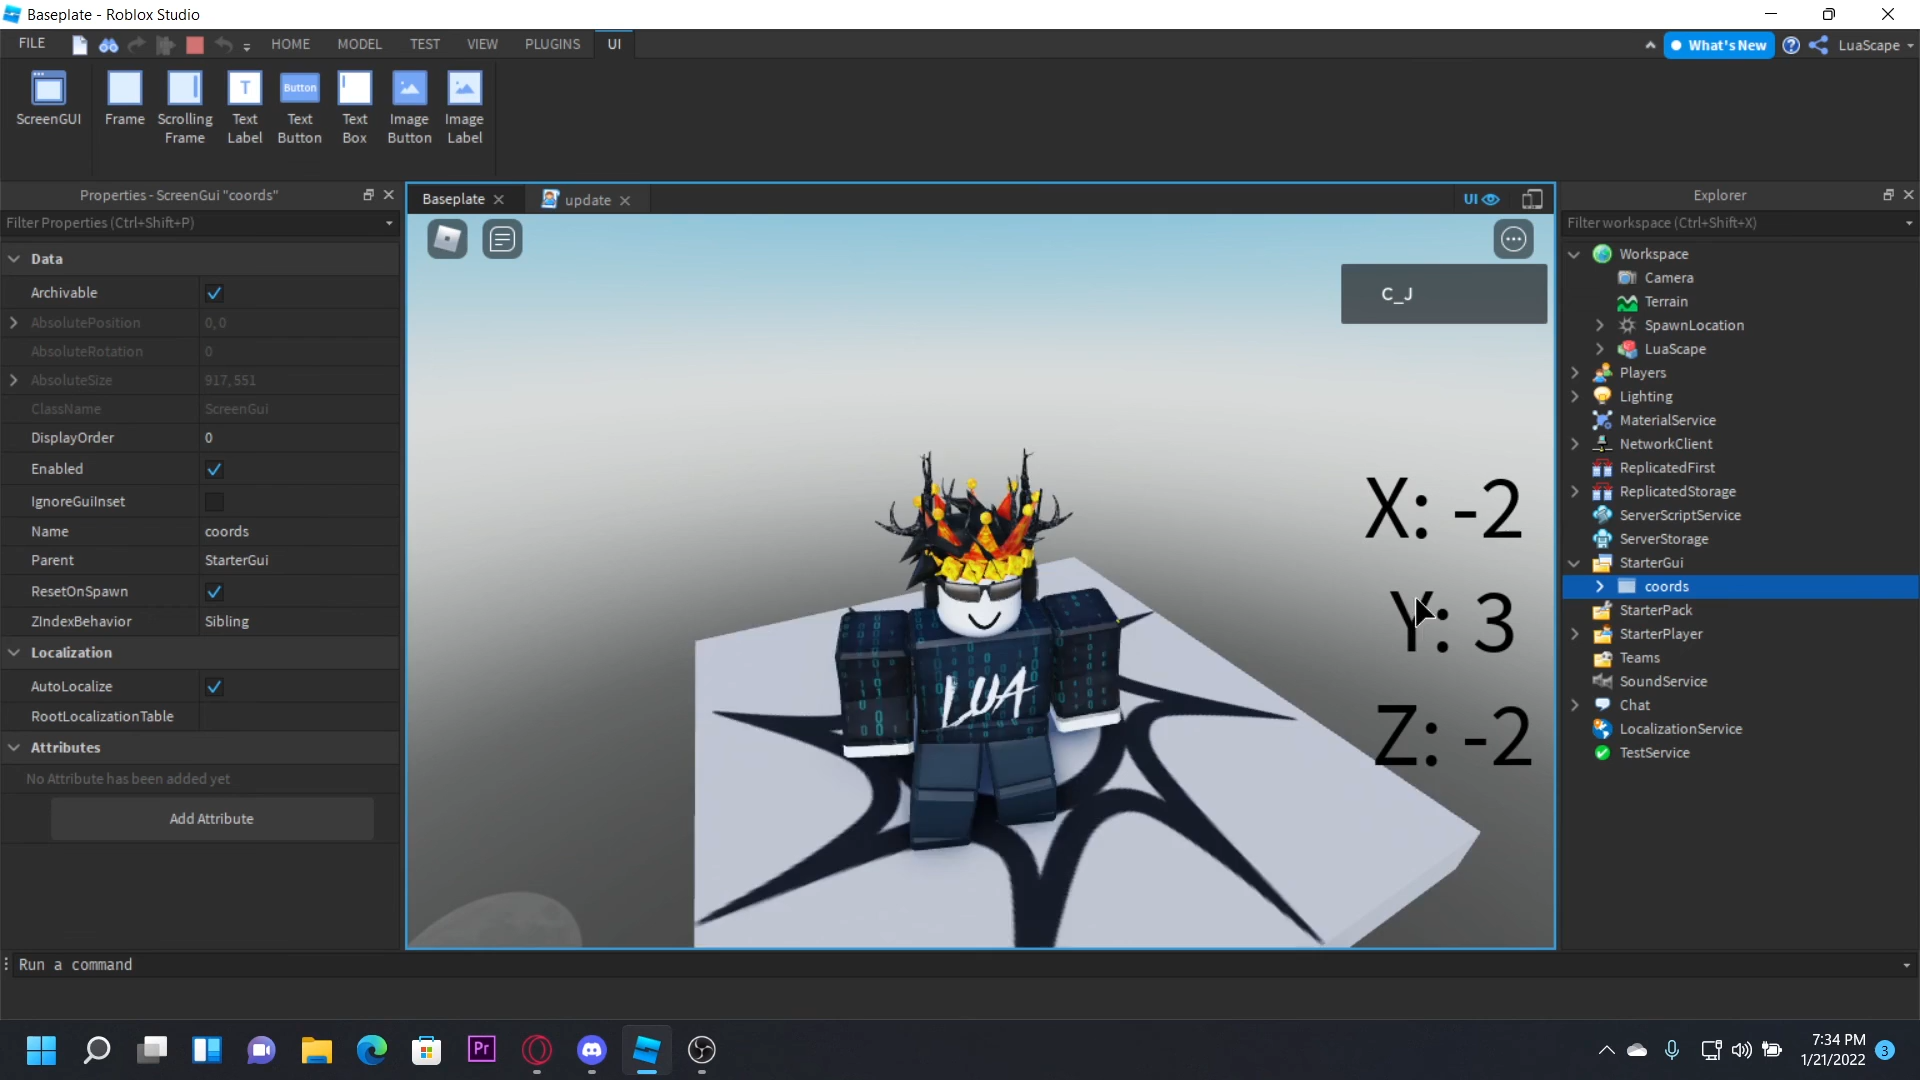 Baseplate - Roblox Studio
FILE
HOME
MODEL
TEST
VIEW
PLUGINS
UI
What's New
LuaScape
ScreenGUI
Frame
Scrolling
Frame
Text
Label
Button
Text
Button
Text
Box
Image
Button
Image
Label
Properties - ScreenGui "coords"
Filter Properties (Ctrl+Shift+P)
Data
Archivable
AbsolutePosition 0, 0
AbsoluteRotation 0
AbsoluteSize 917, 551
ClassName ScreenGui
DisplayOrder 0
Enabled
IgnoreGuiInset
Name coords
Parent StarterGui
ResetOnSpawn
ZIndexBehavior Sibling
Localization
AutoLocalize
RootLocalizationTable
Attributes
No Attribute has been added yet
Add Attribute
Baseplate
update
UI
C_J
X: -2
Y: 3
Z: -2
LUA
Explorer
Filter workspace (Ctrl+Shift+X)
Workspace
Camera
Terrain
SpawnLocation
LuaScape
Players
Lighting
MaterialService
NetworkClient
ReplicatedFirst
ReplicatedStorage
ServerScriptService
ServerStorage
StarterGui
coords
StarterPack
StarterPlayer
Teams
SoundService
Chat
LocalizationService
TestService
Run a command
Pr
7:34 PM
1/21/2022
3